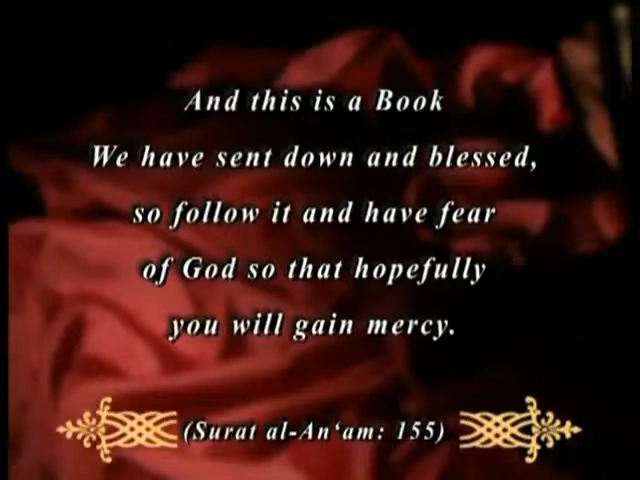 And this is a Book
We have sent down and blessed,
so follow it and have fear
of God so that hopefully
you will gain mercy.
(Surat al-An‘am: 155)